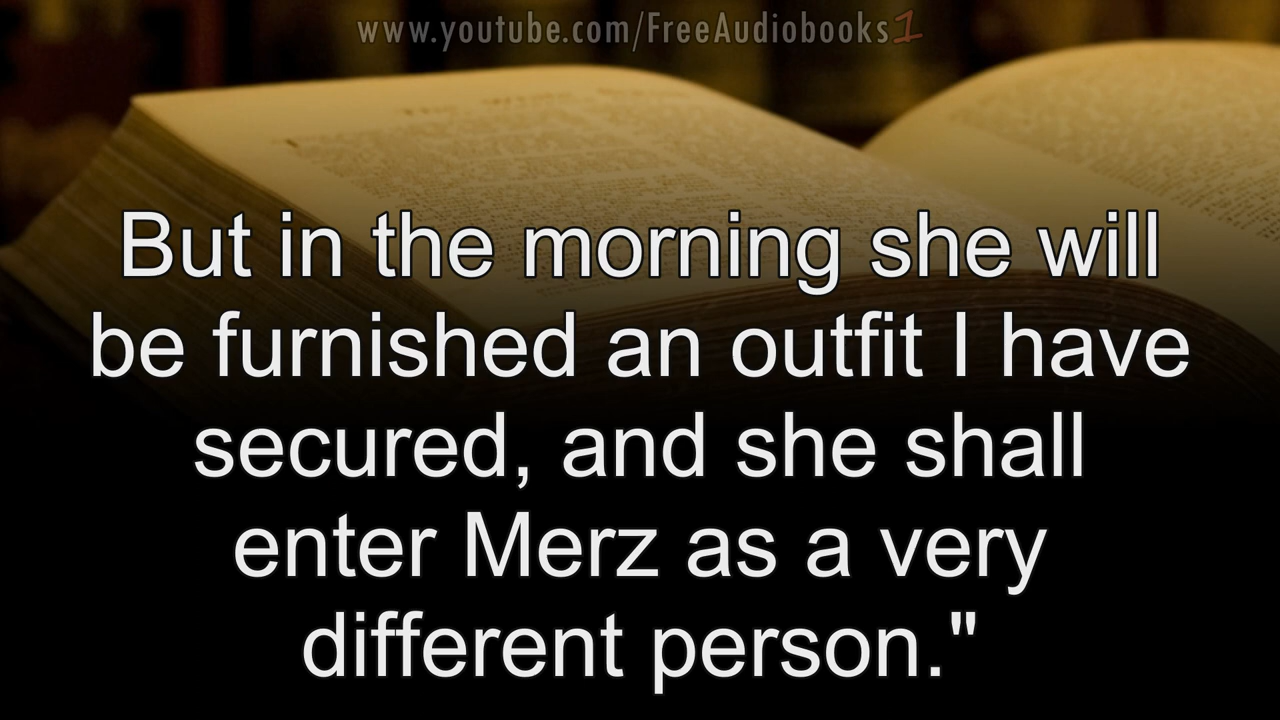 www.youtube.com/FreeAudiobooks1
But in the morning she will
be furnished an outfit I have
secured, and she shall
enter Merz as a very
different person."